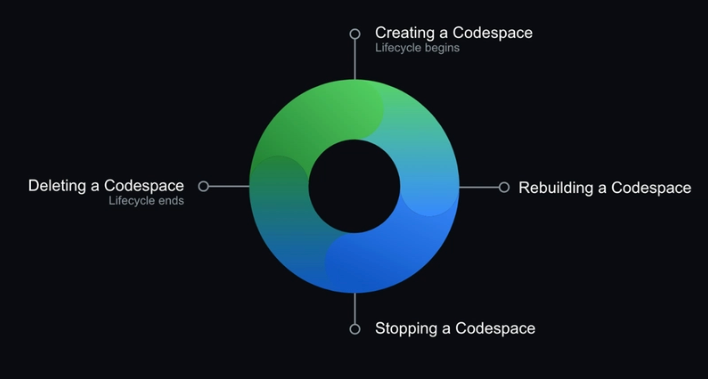 Creating a Codespace
Lifecycle begins
Deleting a Codespace
Lifecycle ends
Rebuilding a Codespace
Stopping a Codespace